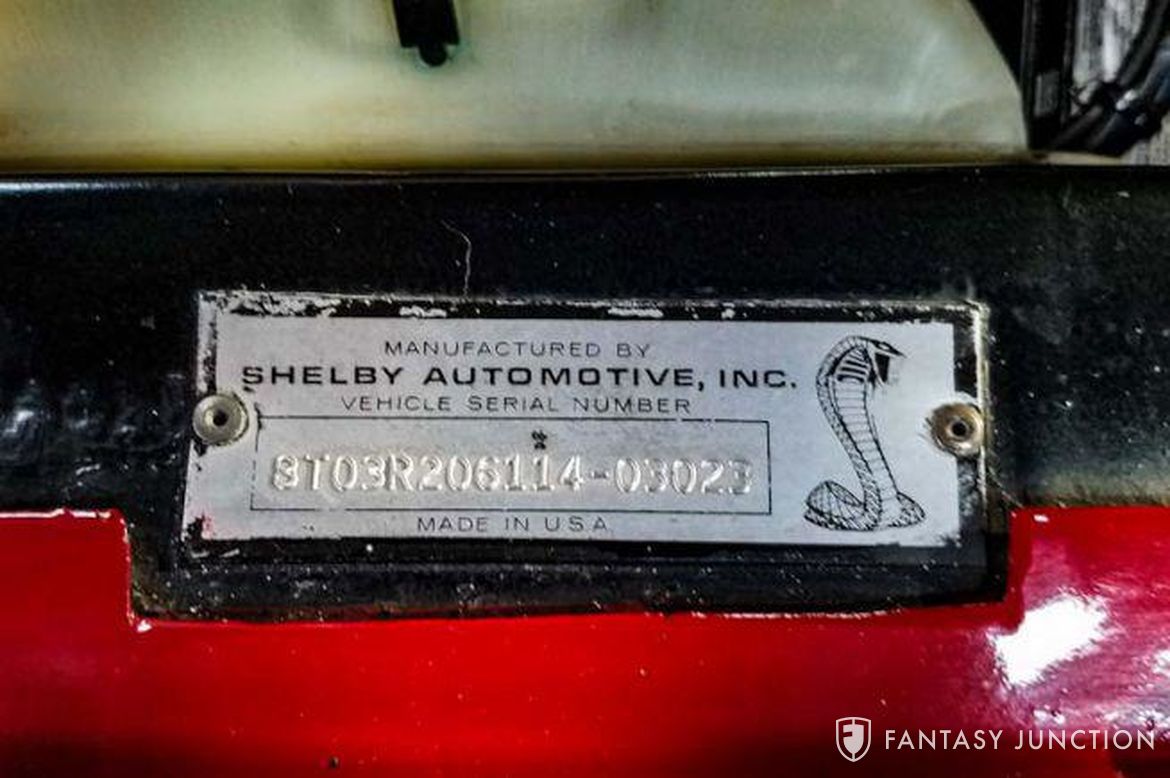 MANUFACTURED BY
SHELBY AUTOMOTIVE, INC.
VEHICLE SERIAL NUMBER
8T03R206114-03023
MADE IN U.S.A.
FANTASY JUNCTION